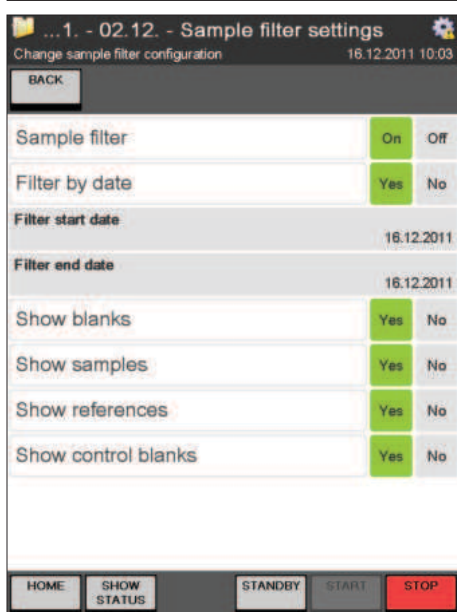 ...1. - 02.12. - Sample filter settings
Change sample filter configuration 16.12.2011 10:03
BACK
Sample filter On Off
Filter by date Yes No
Filter start date
16.12.2011
Filter end date
16.12.2011
Show blanks Yes No
Show samples Yes No
Show references Yes No
Show control blanks Yes No
HOME SHOW STANDBY START STOP
STATUS